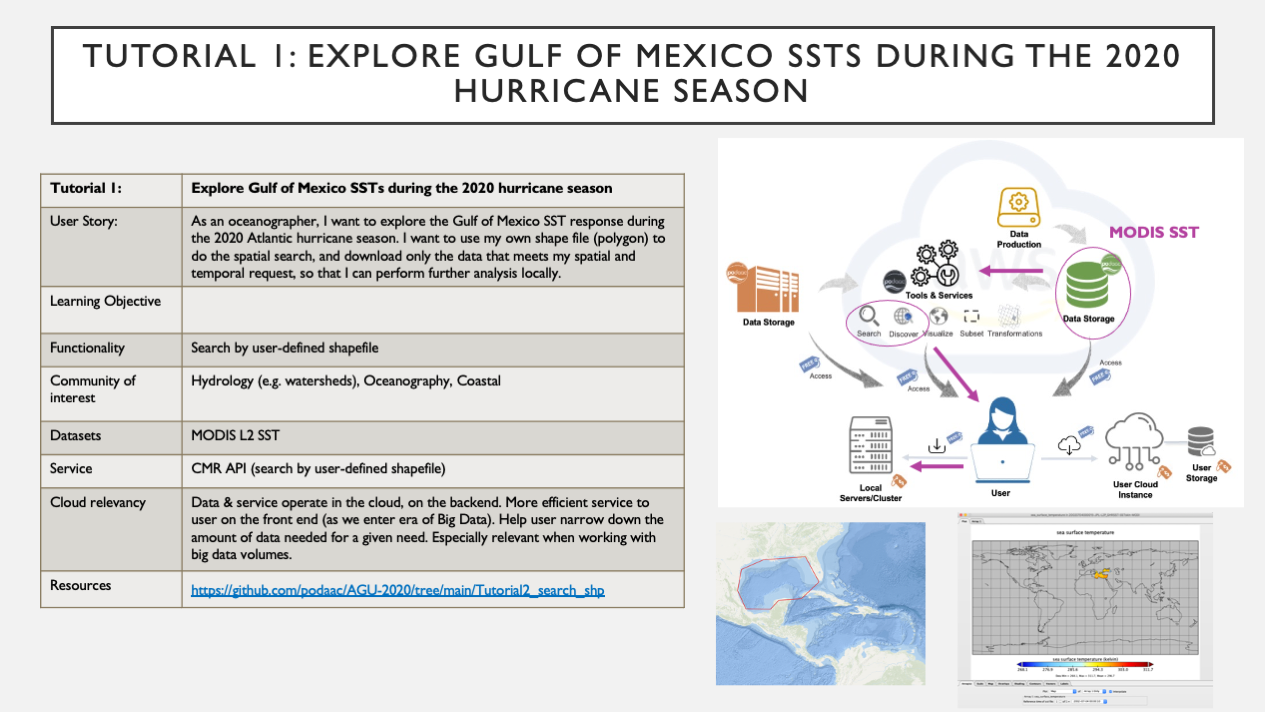 TUTORIAL 1: EXPLORE GULF OF MEXICO SSTS DURING THE 2020
HURRICANE SEASON
Tutorial 1:
Explore Gulf of Mexico SSTs during the 2020 hurricane season
User Story:
As an oceanographer, I want to explore the Gulf of Mexico SST response during
the 2020 Atlantic hurricane season. I want to use my own shape file (polygon) to
do the spatial search, and download only the data that meets my spatial and
temporal request, so that I can perform further analysis locally.
Learning Objective
Functionality
Search by user-defined shapefile
Community of
interest
Hydrology (e.g. watersheds), Oceanography, Coastal
Datasets
MODIS L2 SST
Service
CMR API (search by user-defined shapefile)
Cloud relevancy
Data & service operate in the cloud, on the backend. More efficient service to
user on the front end (as we enter era of Big Data). Help user narrow down the
amount of data needed for a given need. Especially relevant when working with
big data volumes.
Resources
https://github.com/podaac/AGU-2020/tree/main/Tutorial2_search_shp
aws
Data
Production
MODIS SST
podaac
podaac
podaac
Tools & Services
Data Storage
Data Storage
Search
Discover
Visualize
Subset
Transformations
FREE
Access
FREE
Access
Access
FREE
FREE
FREE
Local
Servers/Cluster
User
User Cloud
Instance
User
Storage
sea surface temperature
sea surface temperature (kelvin)
276.9
285.6
294.3
303.0
311.7